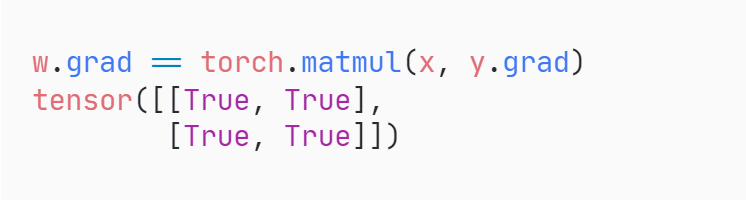 w.grad == torch.matmul(x, y.grad)
tensor([[True, True],
        [True, True]])